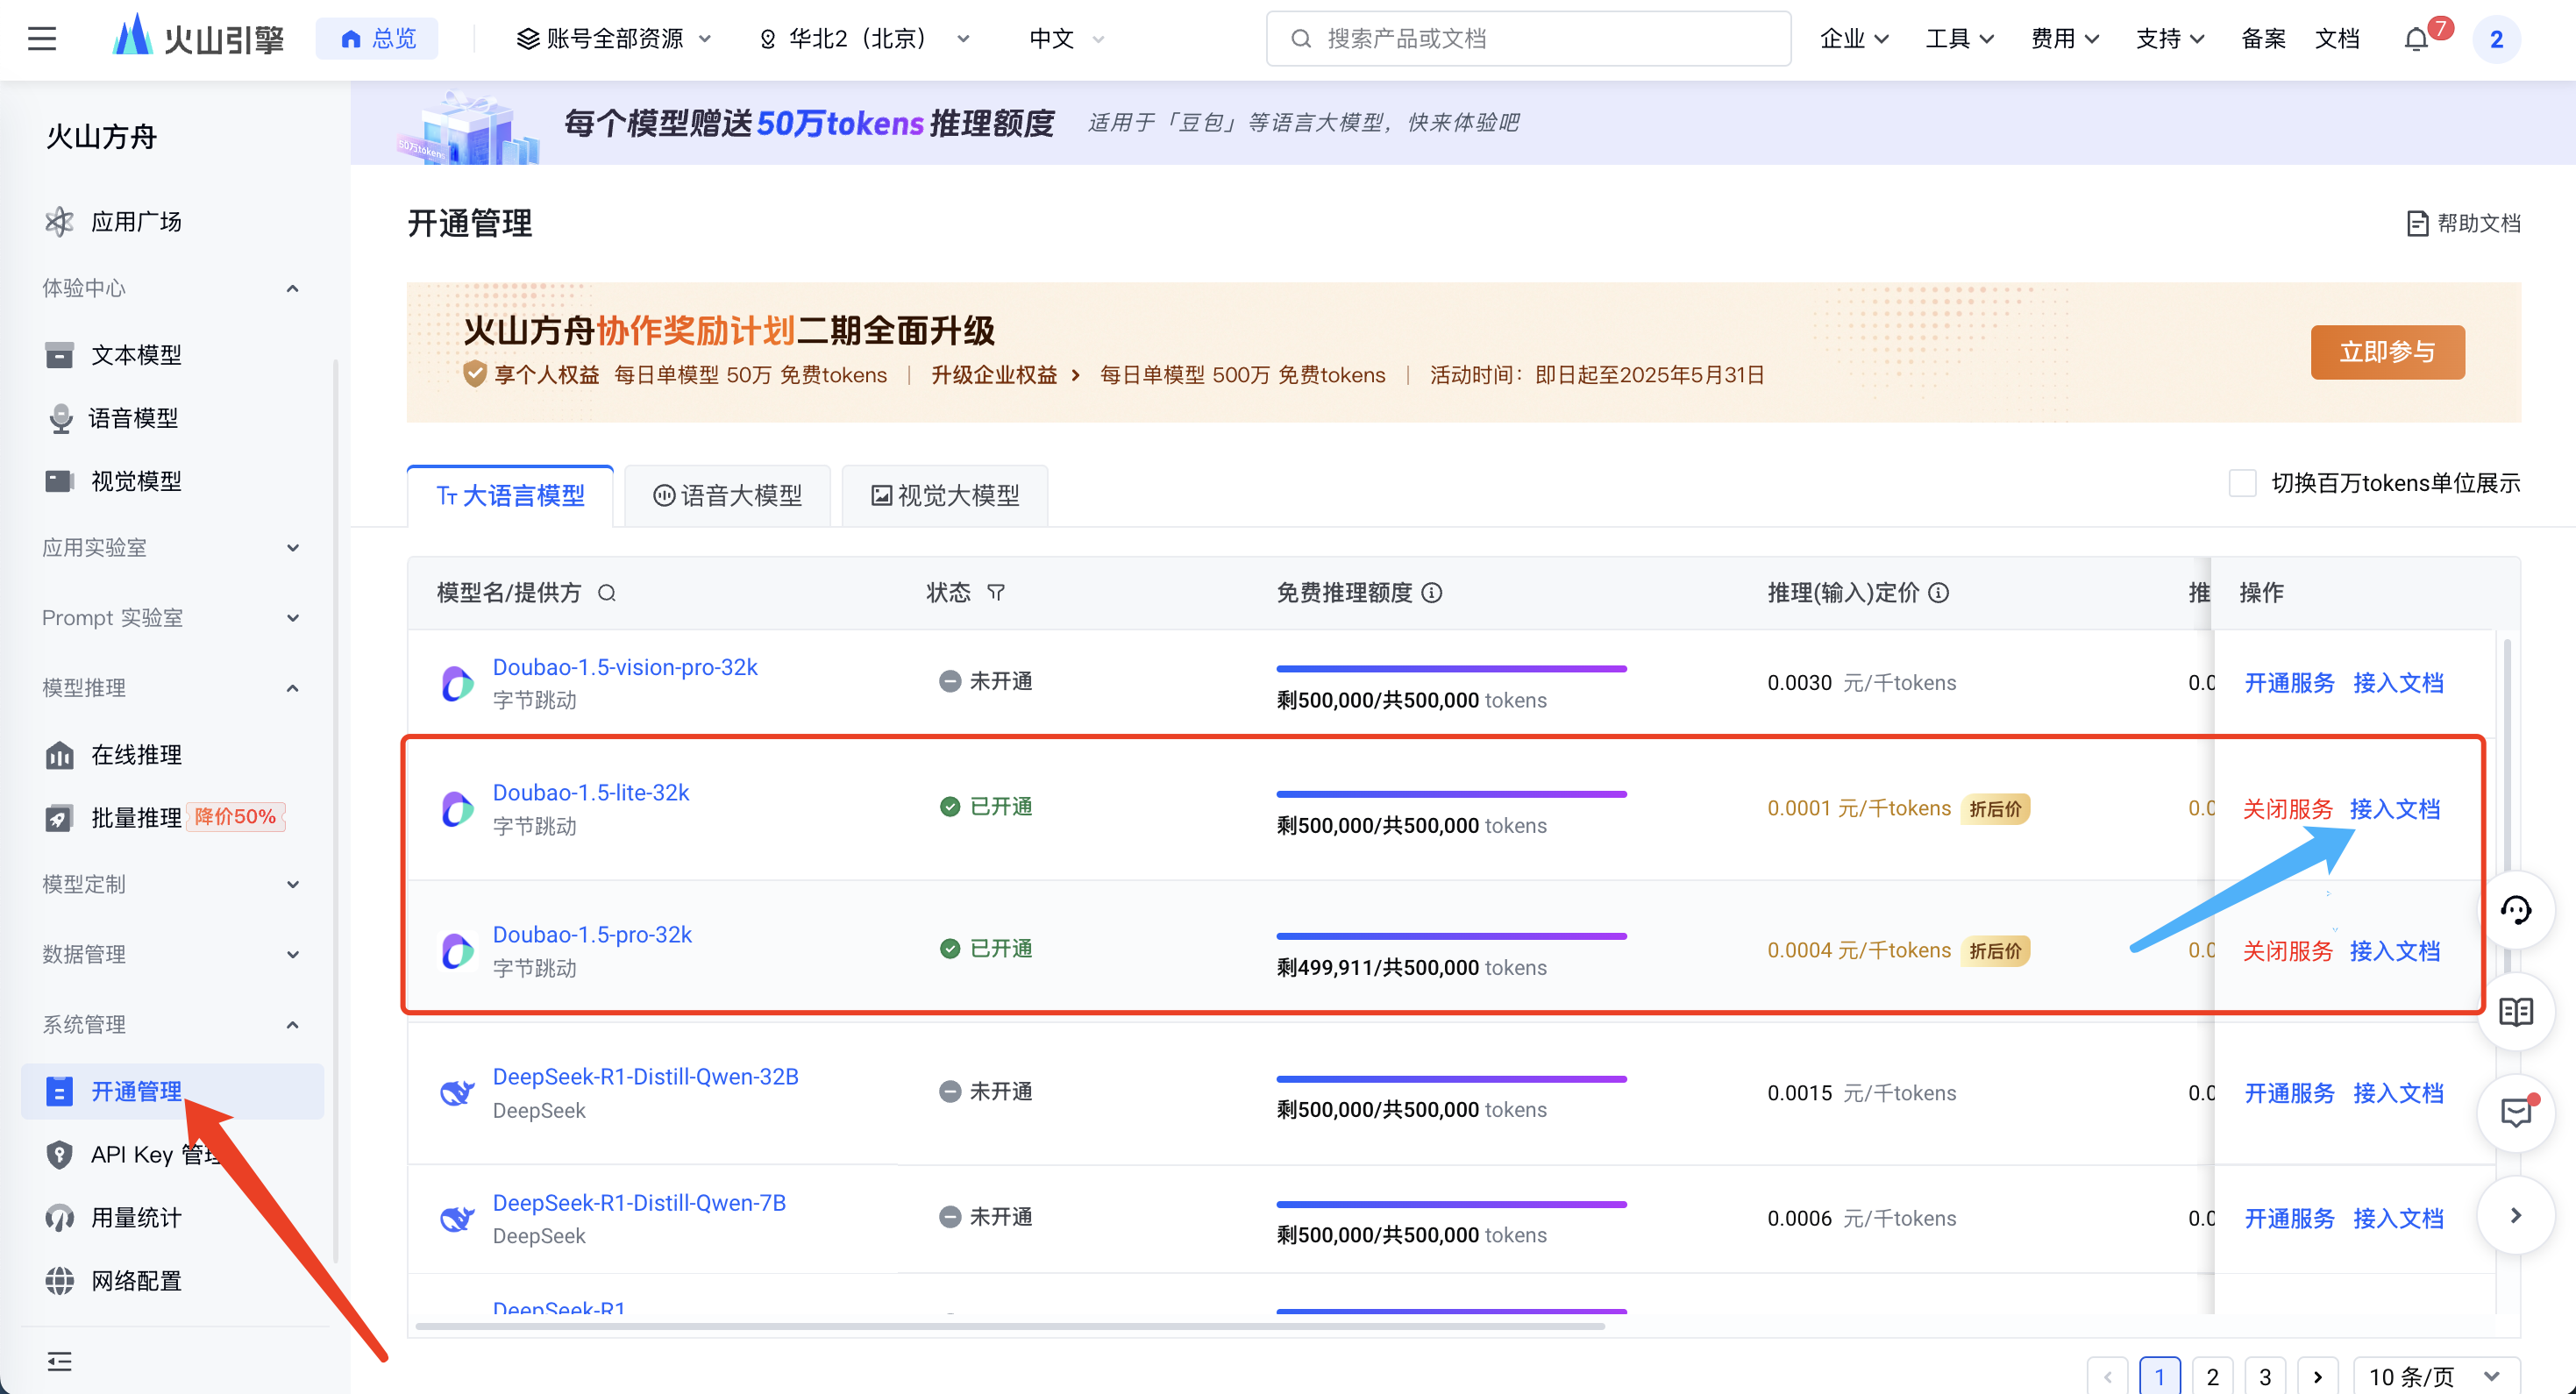 火山引擎
总览
账号全部资源
华北2（北京）
中文
搜索产品或文档
企业
工具
费用
支持
备案
文档
7
2
火山方舟
应用广场
体验中心
文本模型
语音模型
视觉模型
应用实验室
Prompt 实验室
模型推理
在线推理
批量推理 降价50%
模型定制
数据管理
系统管理
开通管理
API Key 管理
用量统计
网络配置
50万tokens
每个模型赠送50万tokens推理额度
适用于「豆包」等语言大模型，快来体验吧
开通管理
帮助文档
火山方舟协作奖励计划二期全面升级
享个人权益 每日单模型 50万 免费tokens | 升级企业权益 每日单模型 500万 免费tokens | 活动时间：即日起至2025年5月31日
立即参与
大语言模型
语音大模型
视觉大模型
切换百万tokens单位展示
模型名/提供方 状态 免费推理额度 推理(输入)定价 推 操作
Doubao-1.5-vision-pro-32k
字节跳动
未开通
剩500,000/共500,000 tokens
0.0030 元/千tokens
0.0
开通服务 接入文档
Doubao-1.5-lite-32k
字节跳动
已开通
剩500,000/共500,000 tokens
0.0001 元/千tokens 折后价
0.0
关闭服务 接入文档
Doubao-1.5-pro-32k
字节跳动
已开通
剩499,911/共500,000 tokens
0.0004 元/千tokens 折后价
0.0
关闭服务 接入文档
DeepSeek-R1-Distill-Qwen-32B
DeepSeek
未开通
剩500,000/共500,000 tokens
0.0015 元/千tokens
0.0
开通服务 接入文档
DeepSeek-R1-Distill-Qwen-7B
DeepSeek
未开通
剩500,000/共500,000 tokens
0.0006 元/千tokens
0.0
开通服务 接入文档
DeepSeek-R1
1 2 3
10 条/页